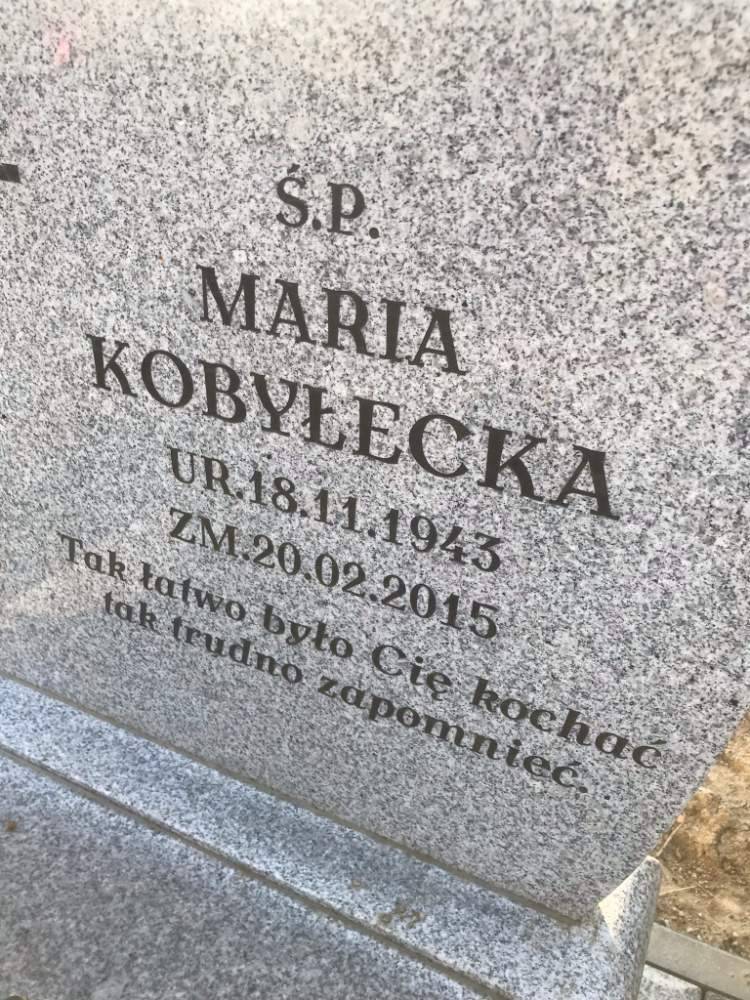 Ś.P.
MARIA
KOBYŁECKA
UR.18.11.1943
ZM.20.02.2015
Tak łatwo było Cię kochać
tak trudno zapomnieć.